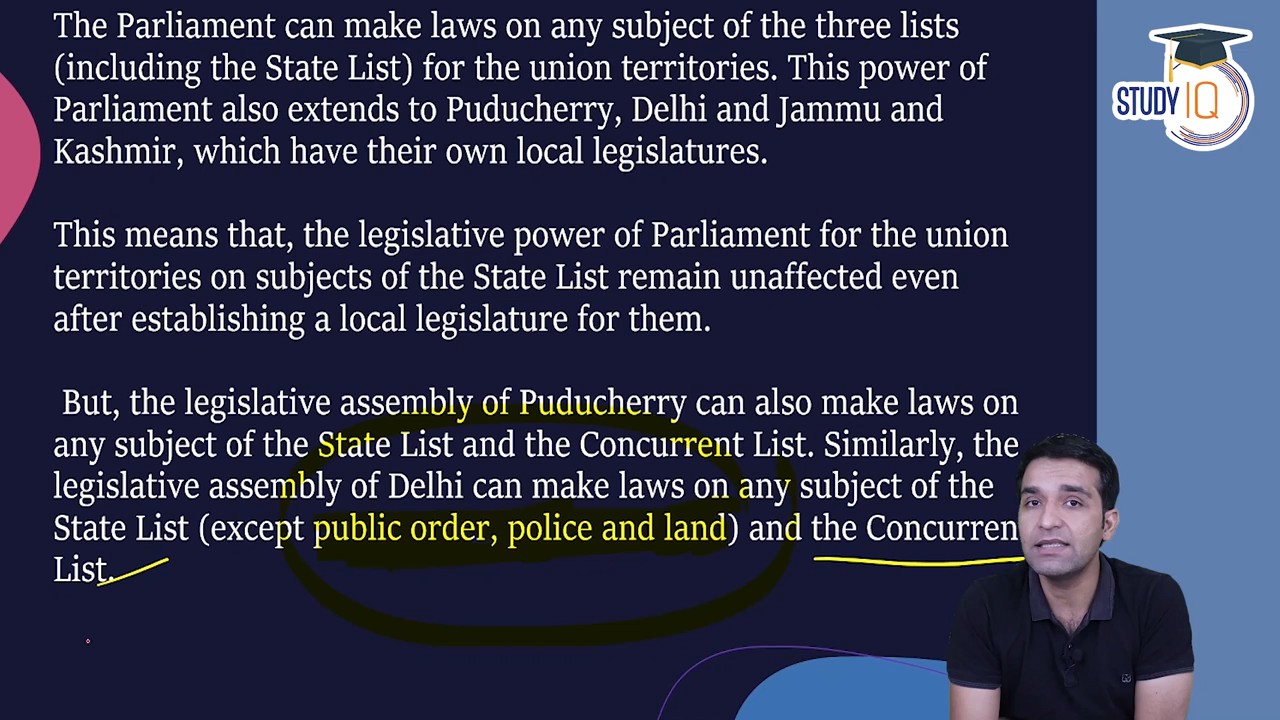 The Parliament can make laws on any subject of the three lists
(including the State List) for the union territories. This power of
Parliament also extends to Puducherry, Delhi and Jammu and
Kashmir, which have their own local legislatures.
This means that, the legislative power of Parliament for the union
territories on subjects of the State List remain unaffected even
after establishing a local legislature for them.
But, the legislative assembly of Puducherry can also make laws on
any subject of the State List and the Concurrent List. Similarly, the
legislative assembly of Delhi can make laws on any subject of the
State List (except public order, police and land) and the Concurren
List.
STUDY IQ